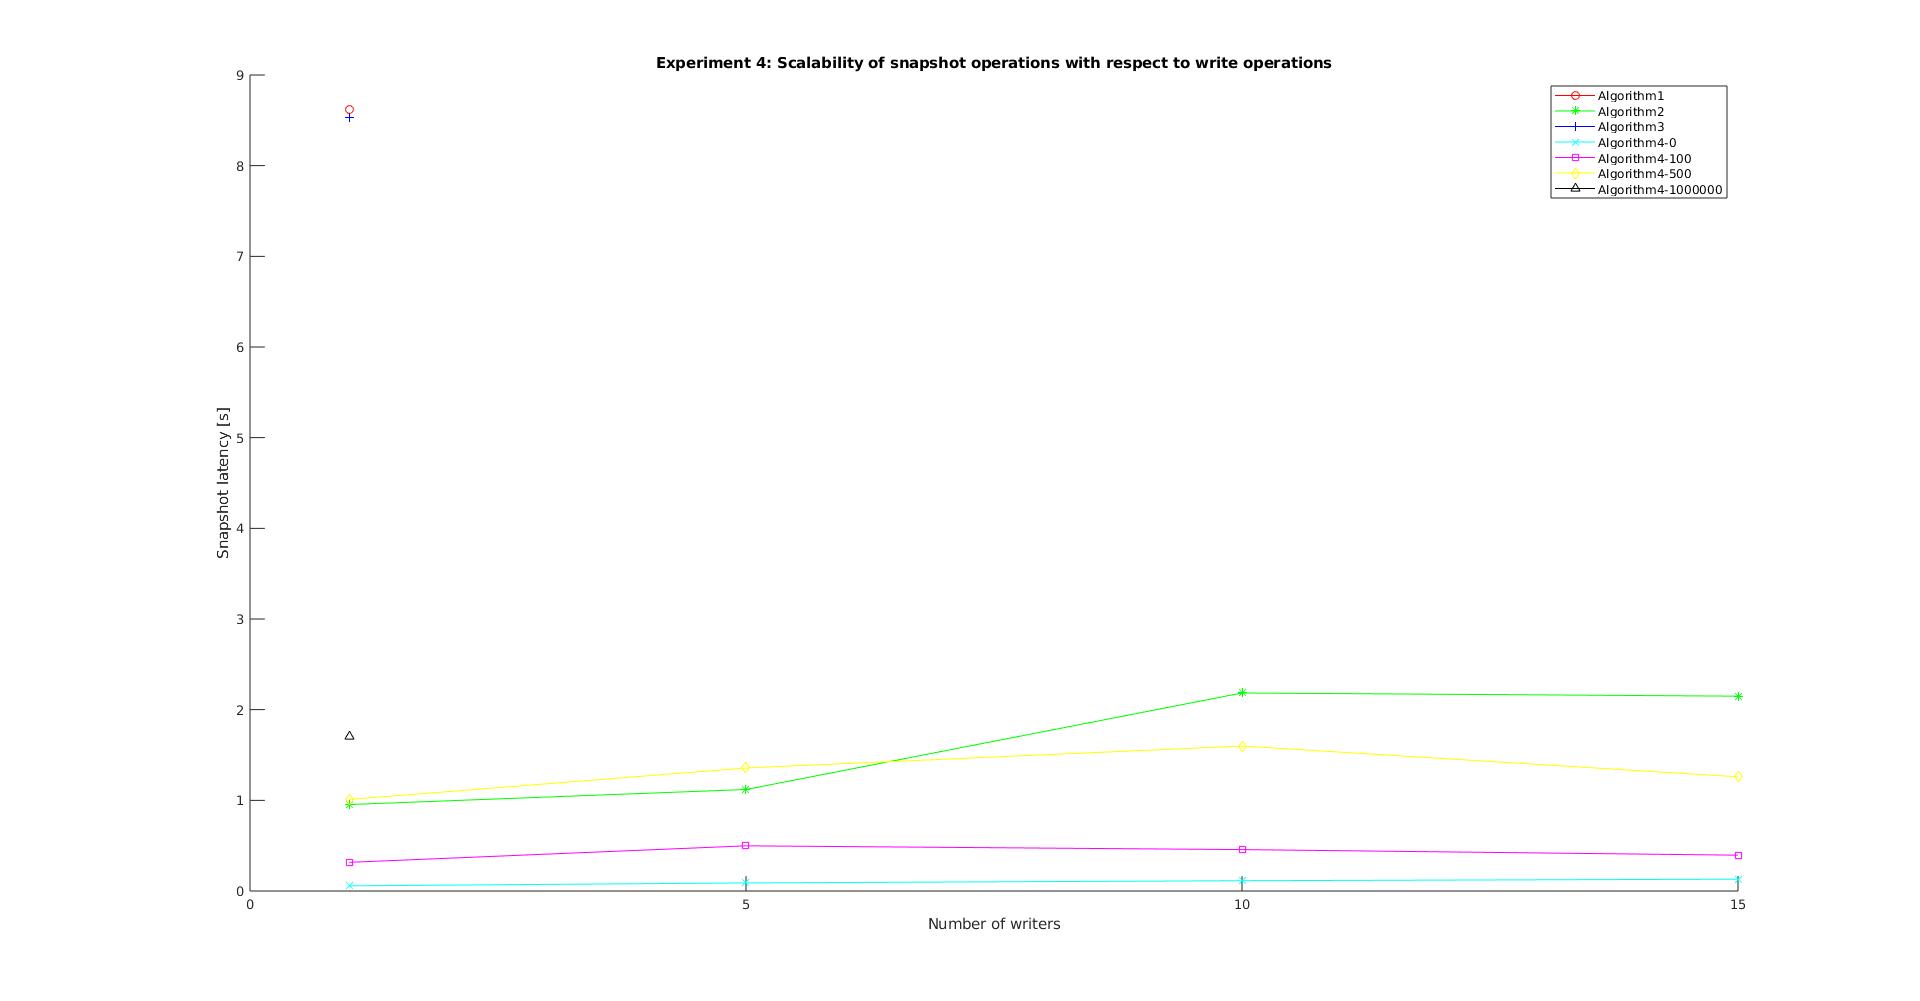 Experiment 4: Scalability of snapshot operations with respect to write operations
9
8
7
6
5
4
3
2
1
0
Snapshot latency [s]
Algorithm1
Algorithm2
Algorithm3
Algorithm4-0
Algorithm4-100
Algorithm4-500
Algorithm4-1000000
0 5 10 15
Number of writers